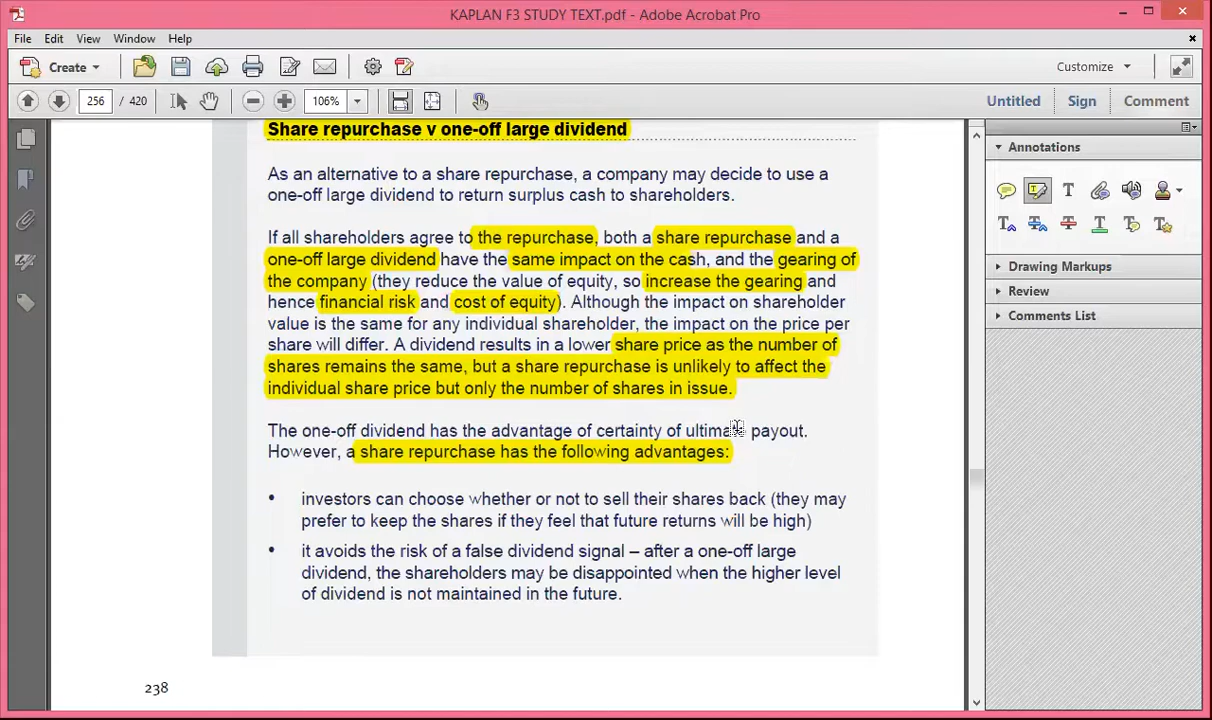 KAPLAN F3 STUDY TEXT.pdf - Adobe Acrobat Pro
File Edit View Window Help
Create
Customize
256 / 420
106%
Untitled Sign Comment
Share repurchase v one-off large dividend
As an alternative to a share repurchase, a company may decide to use a
one-off large dividend to return surplus cash to shareholders.
If all shareholders agree to the repurchase, both a share repurchase and a
one-off large dividend have the same impact on the cash, and the gearing of
the company (they reduce the value of equity, so increase the gearing and
hence financial risk and cost of equity). Although the impact on shareholder
value is the same for any individual shareholder, the impact on the price per
share will differ. A dividend results in a lower share price as the number of
shares remains the same, but a share repurchase is unlikely to affect the
individual share price but only the number of shares in issue.
The one-off dividend has the advantage of certainty of ultimate payout.
However, a share repurchase has the following advantages:
• investors can choose whether or not to sell their shares back (they may
prefer to keep the shares if they feel that future returns will be high)
• it avoids the risk of a false dividend signal – after a one-off large
dividend, the shareholders may be disappointed when the higher level
of dividend is not maintained in the future.
238
Annotations
Drawing Markups
Review
Comments List